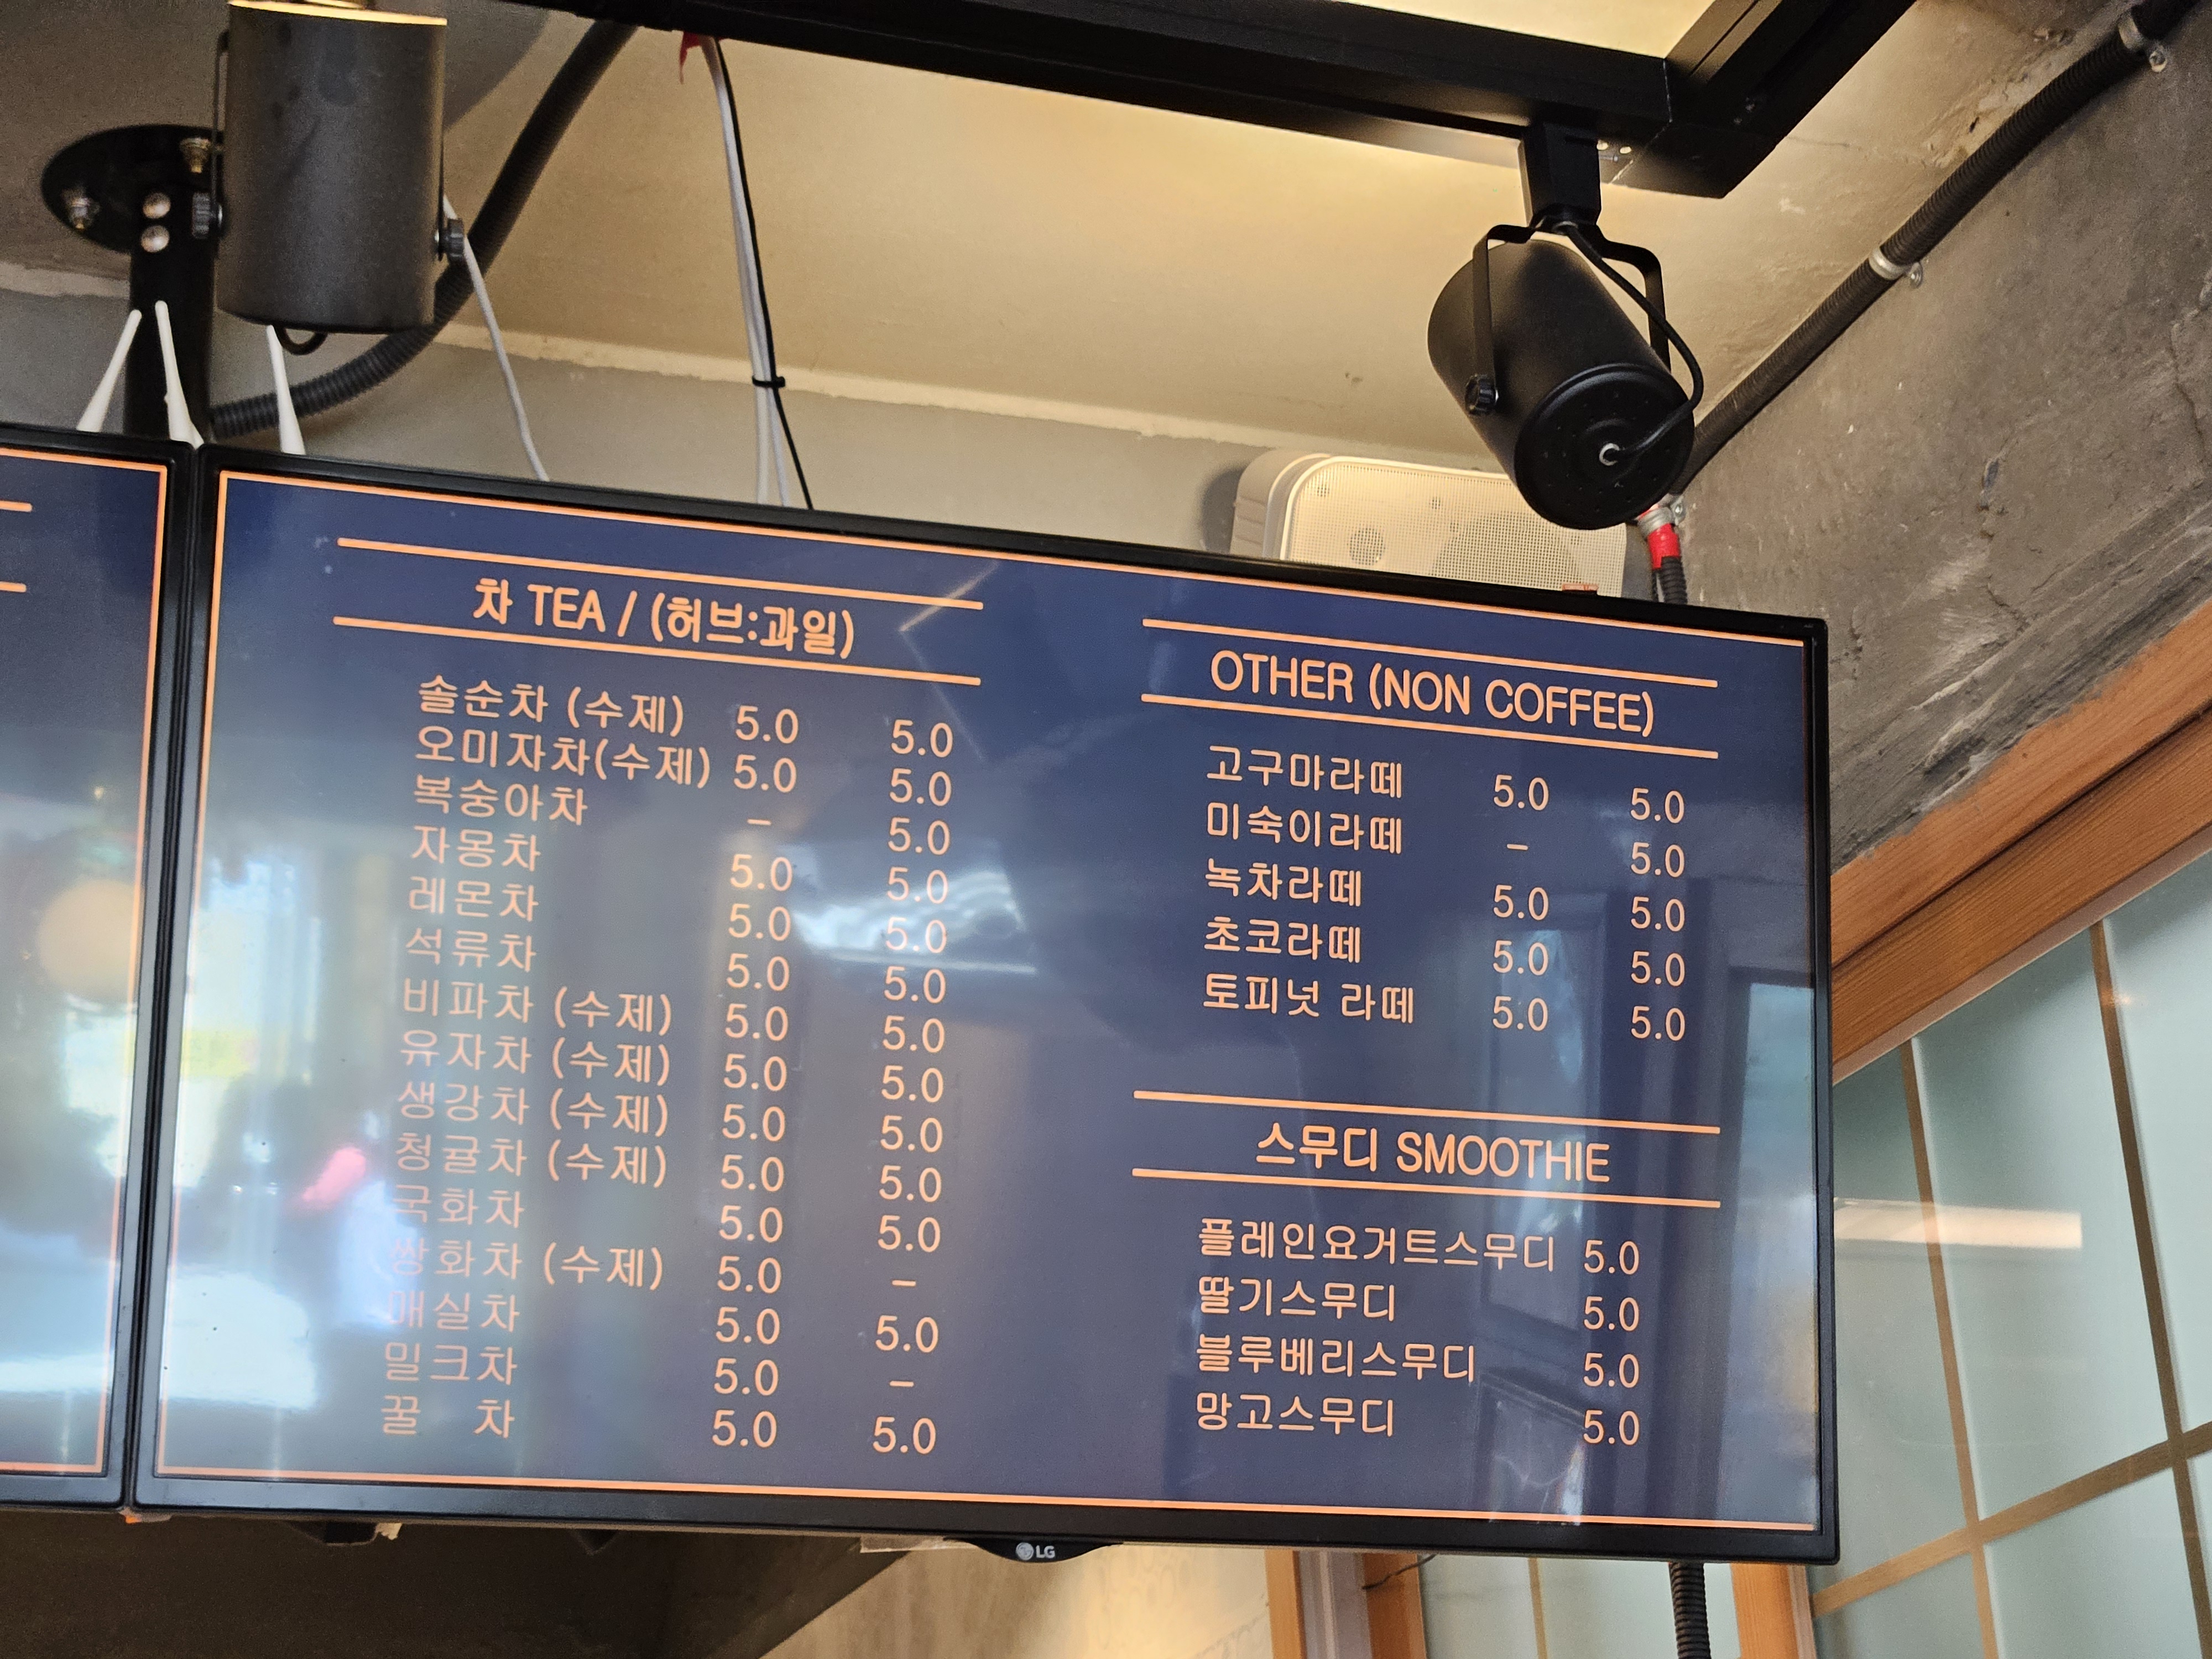 차 TEA / (허브:과일)
솔순차 (수제) 5.0 5.0
오미자차(수제) 5.0 5.0
복숭아차 – 5.0
자몽차 5.0 5.0
레몬차 5.0 5.0
석류차 5.0 5.0
비파차 (수제) 5.0 5.0
유자차 (수제) 5.0 5.0
생강차 (수제) 5.0 5.0
청귤차 (수제) 5.0 5.0
국화차 5.0 5.0
쌍화차 (수제) 5.0 –
매실차 5.0 5.0
밀크차 5.0 –
꿀 차 5.0 5.0
OTHER (NON COFFEE)
고구마라떼 5.0 5.0
미숙이라떼 – 5.0
녹차라떼 5.0 5.0
초코라떼 5.0 5.0
토피넛 라떼 5.0 5.0
스무디 SMOOTHIE
플레인요거트스무디 5.0
딸기스무디 5.0
블루베리스무디 5.0
망고스무디 5.0
LG